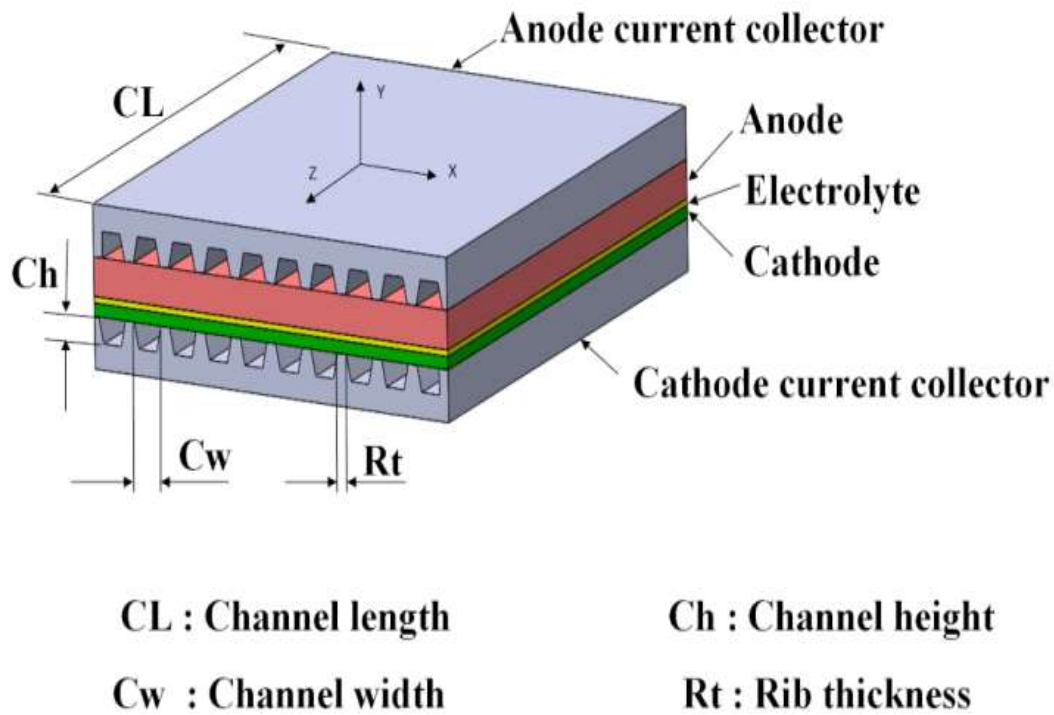 Anode current collector
CL
Y
Anode
Z
X
Electrolyte
Ch
Cathode
Cathode current collector
Cw
Rt
CL : Channel length
Ch : Channel height
Cw : Channel width
Rt : Rib thickness